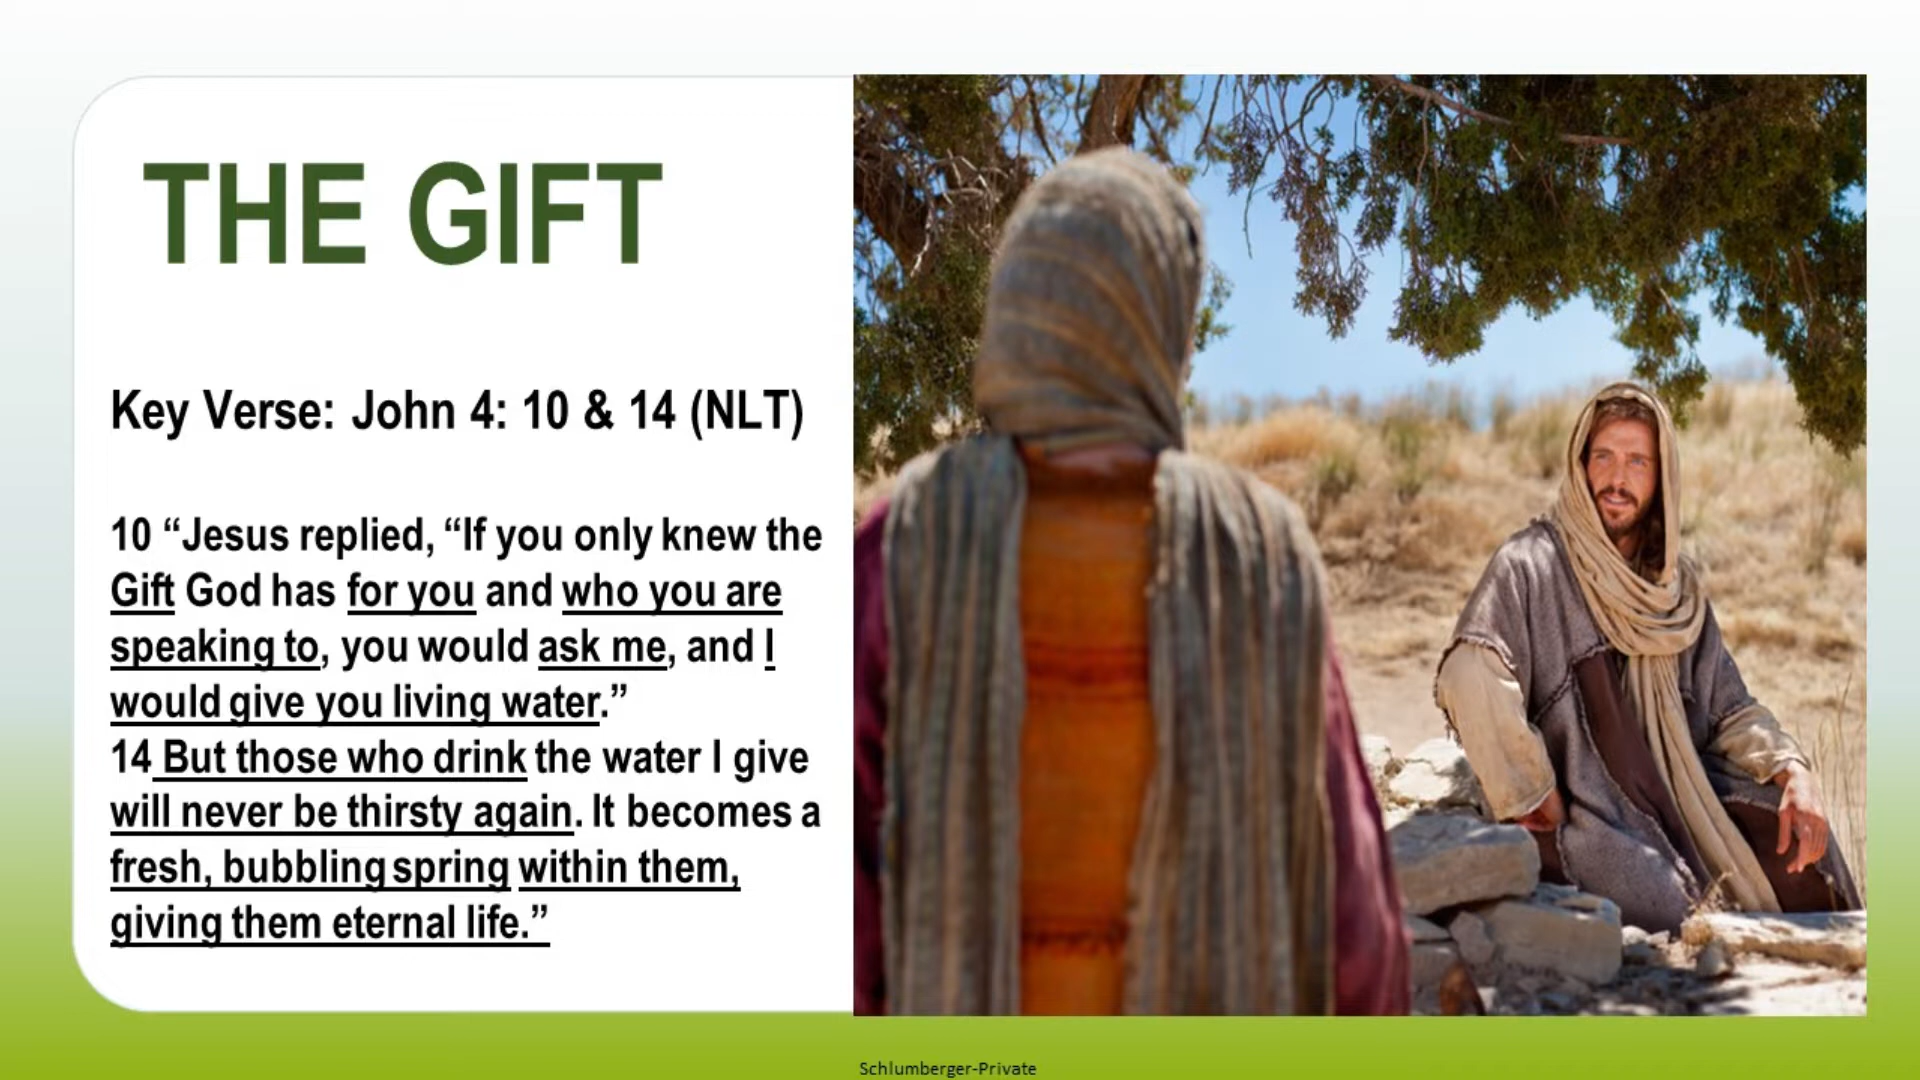 THE GIFT
Key Verse: John 4: 10 & 14 (NLT)
10 “Jesus replied, “If you only knew the
Gift God has for you and who you are
speaking to, you would ask me, and I
would give you living water.”
14 But those who drink the water I give
will never be thirsty again. It becomes a
fresh, bubbling spring within them,
giving them eternal life.”
Schlumberger-Private